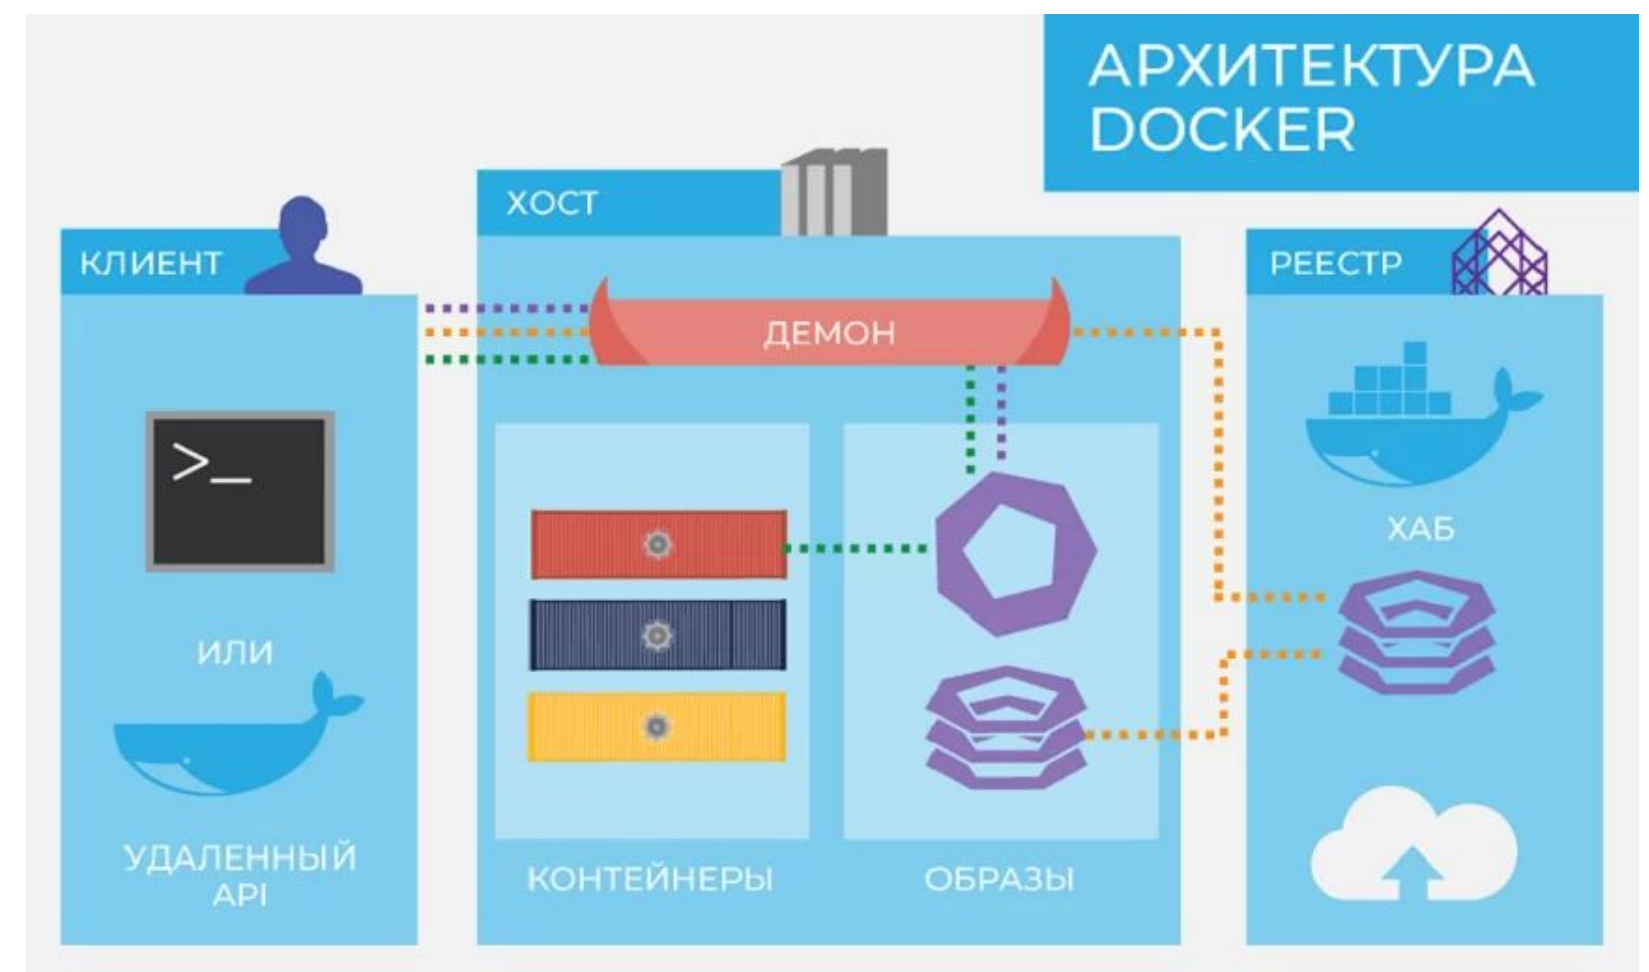 АРХИТЕКТУРА
DOCKER
КЛИЕНТ
>_
ИЛИ
УДАЛЕННЫЙ
API
ХОСТ
ДЕМОН
КОНТЕЙНЕРЫ
ОБРАЗЫ
РЕЕСТР
ХАБ